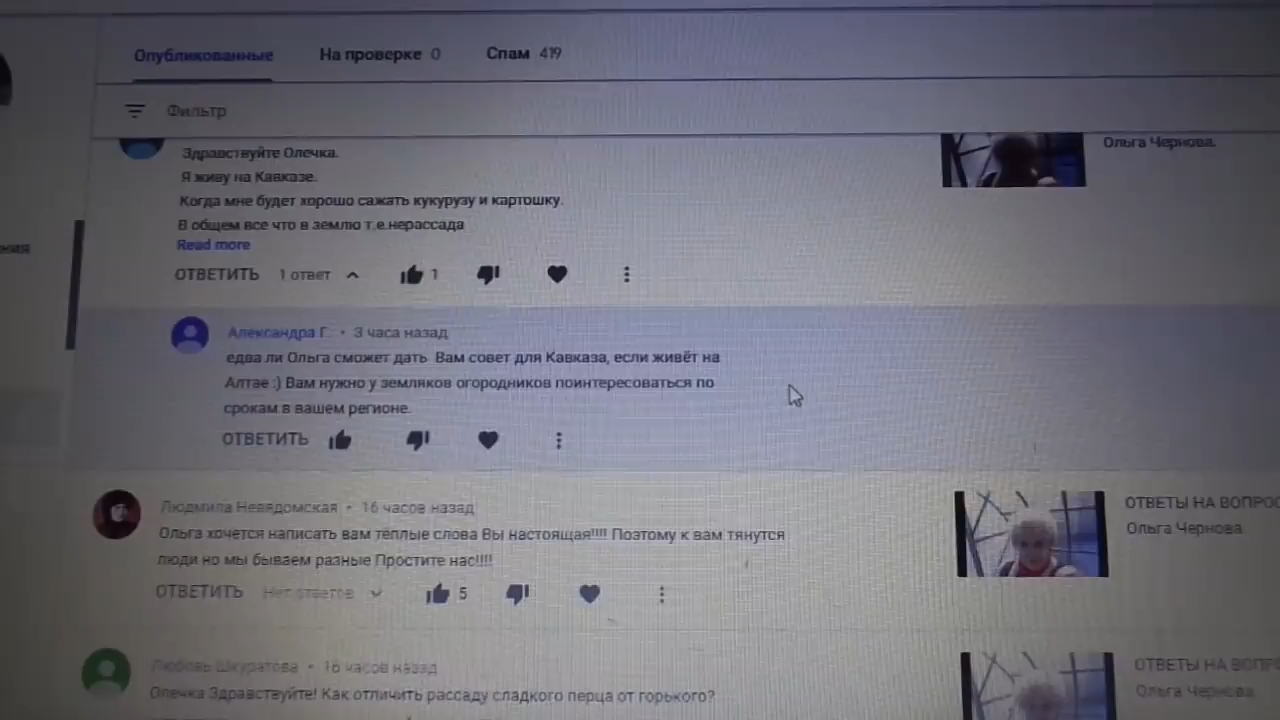 Опубликованные На проверке 0 Спам 419
Фильтр
Здравствуйте Олечка.
Я живу на Кавказе.
Когда мне будет хорошо сажать кукурузу и картошку.
В общем все что в землю т.е.нерассада
Read more
ОТВЕТИТЬ 1 ответ 1
Ольга Чернова.
ния
Александра Г. • 3 часа назад
едва ли Ольга сможет дать Вам совет для Кавказа, если живёт на
Алтае :) Вам нужно у земляков огородников поинтересоваться по
срокам в вашем регионе.
ОТВЕТИТЬ
Людмила Невядомская • 16 часов назад
Ольга хочется написать вам тёплые слова Вы настоящая!!!! Поэтому к вам тянутся
люди но мы бываем разные Простите нас!!!!
ОТВЕТИТЬ Нет ответов 5
ОТВЕТЫ НА ВОПРОС
Ольга Чернова.
Любовь Шкуратова • 16 часов назад
Олечка Здравствуйте! Как отличить рассаду сладкого перца от горького?
ОТВЕТЫ НА ВОПР
Ольга Чернова.